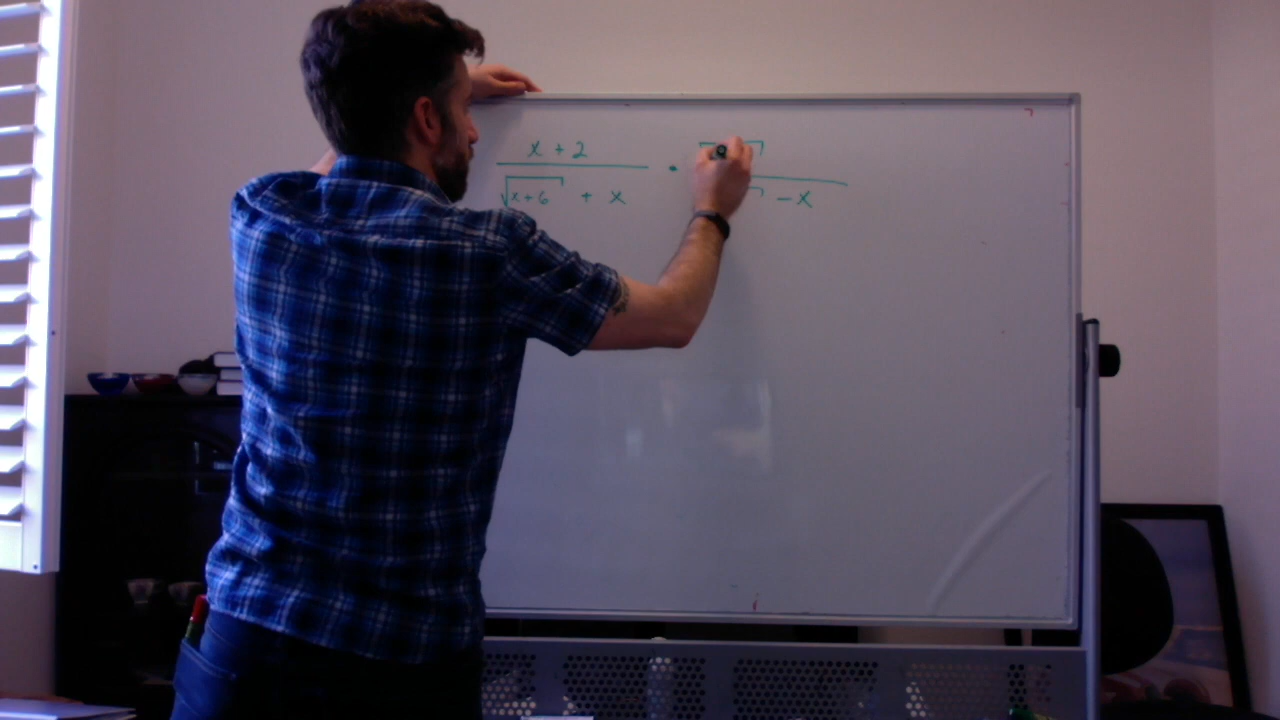 x + 2
√x+6 + x · √ - x